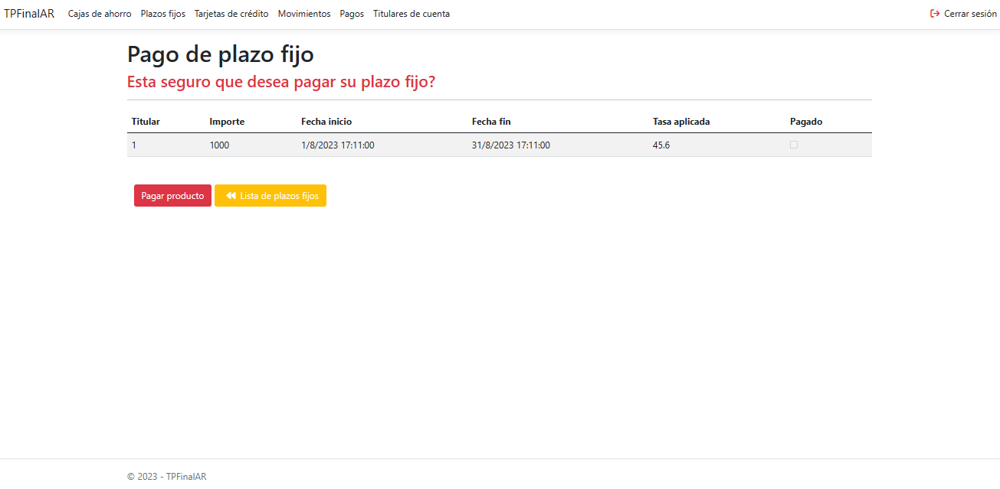 TPFinalAR Cajas de ahorro Plazos fijos Tarjetas de crédito Movimientos Pagos Titulares de cuenta Cerrar sesión
Pago de plazo fijo
Esta seguro que desea pagar su plazo fijo?
Titular Importe Fecha inicio Fecha fin Tasa aplicada Pagado
1 1000 1/8/2023 17:11:00 31/8/2023 17:11:00 45.6
Pagar producto Lista de plazos fijos
© 2023 - TPFinalAR